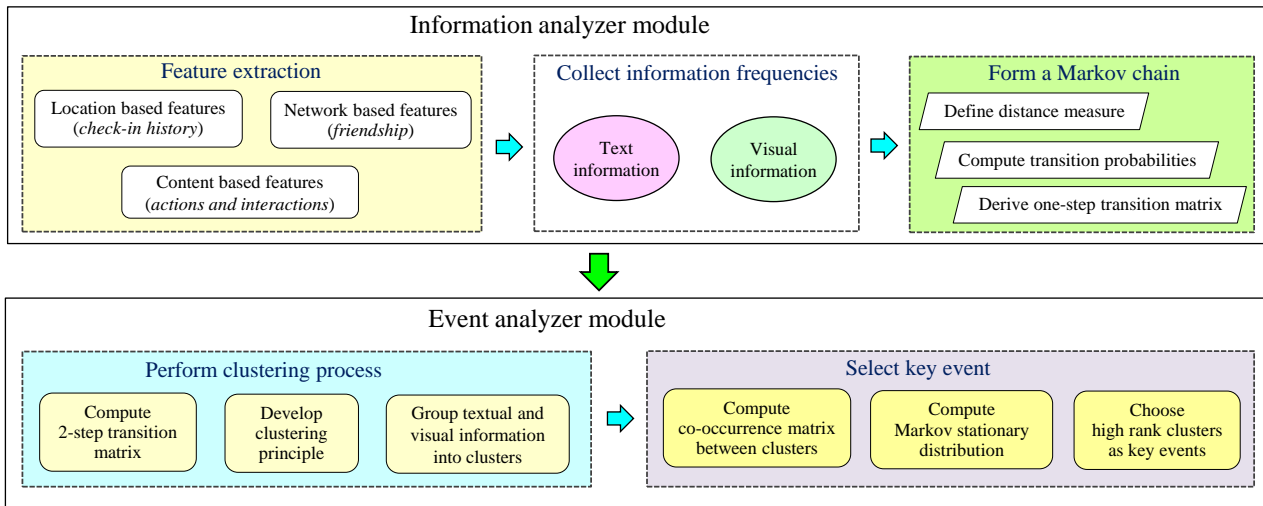 Information analyzer module
Feature extraction
Location based features
(check-in history)
Network based features
(friendship)
Content based features
(actions and interactions)
Collect information frequencies
Text
information
Visual
information
Form a Markov chain
Define distance measure
Compute transition probabilities
Derive one-step transition matrix
Event analyzer module
Perform clustering process
Compute
2-step transition
matrix
Develop
clustering
principle
Group textual and
visual information
into clusters
Select key event
Compute
co-occurrence matrix
between clusters
Compute
Markov stationary
distribution
Choose
high rank clusters
as key events